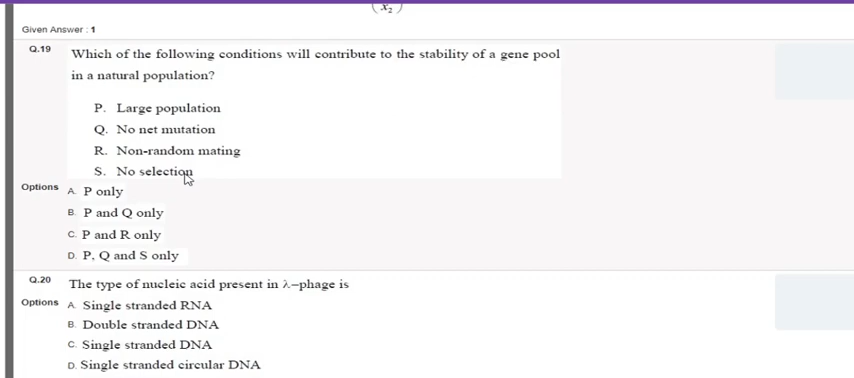 ( x₂ )
Given Answer : 1
Q.19 Which of the following conditions will contribute to the stability of a gene pool
in a natural population?
P. Large population
Q. No net mutation
R. Non-random mating
S. No selection
Options A. P only
B. P and Q only
C. P and R only
D. P, Q and S only
Q.20 The type of nucleic acid present in λ–phage is
Options A. Single stranded RNA
B. Double stranded DNA
C. Single stranded DNA
D. Single stranded circular DNA